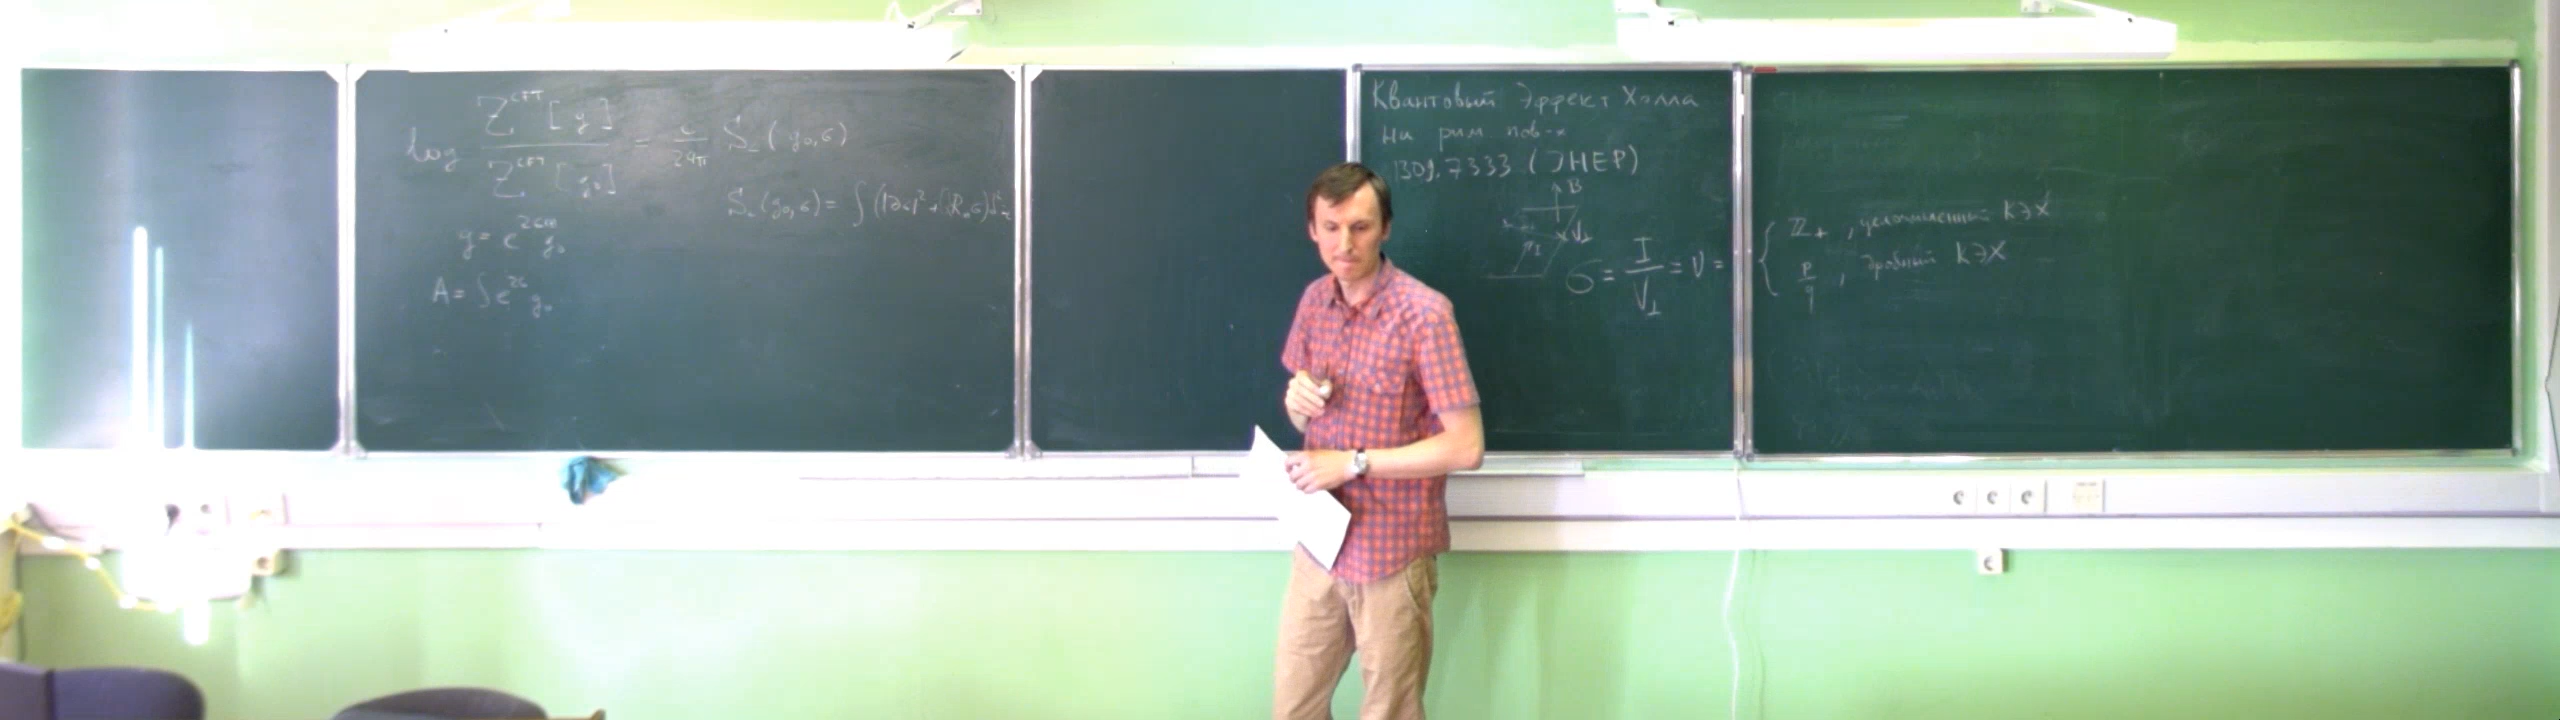 log Z^CFT [g] / Z^CFT [g₀] = c/24π S_L (g₀, σ)
S_L (g₀, σ) = ∫ (|∂σ|² + R₀σ) d²z
g = e^2σ g₀
A = ∫ e^2σ g₀
Квантовый Эффект Холла
на рим пов-х
1309.7333 (JHEP)
B
I V⊥
σ = I / V⊥ = ν = { ℤ₊ , целочисленный КЭХ
p/q , дробный КЭХ